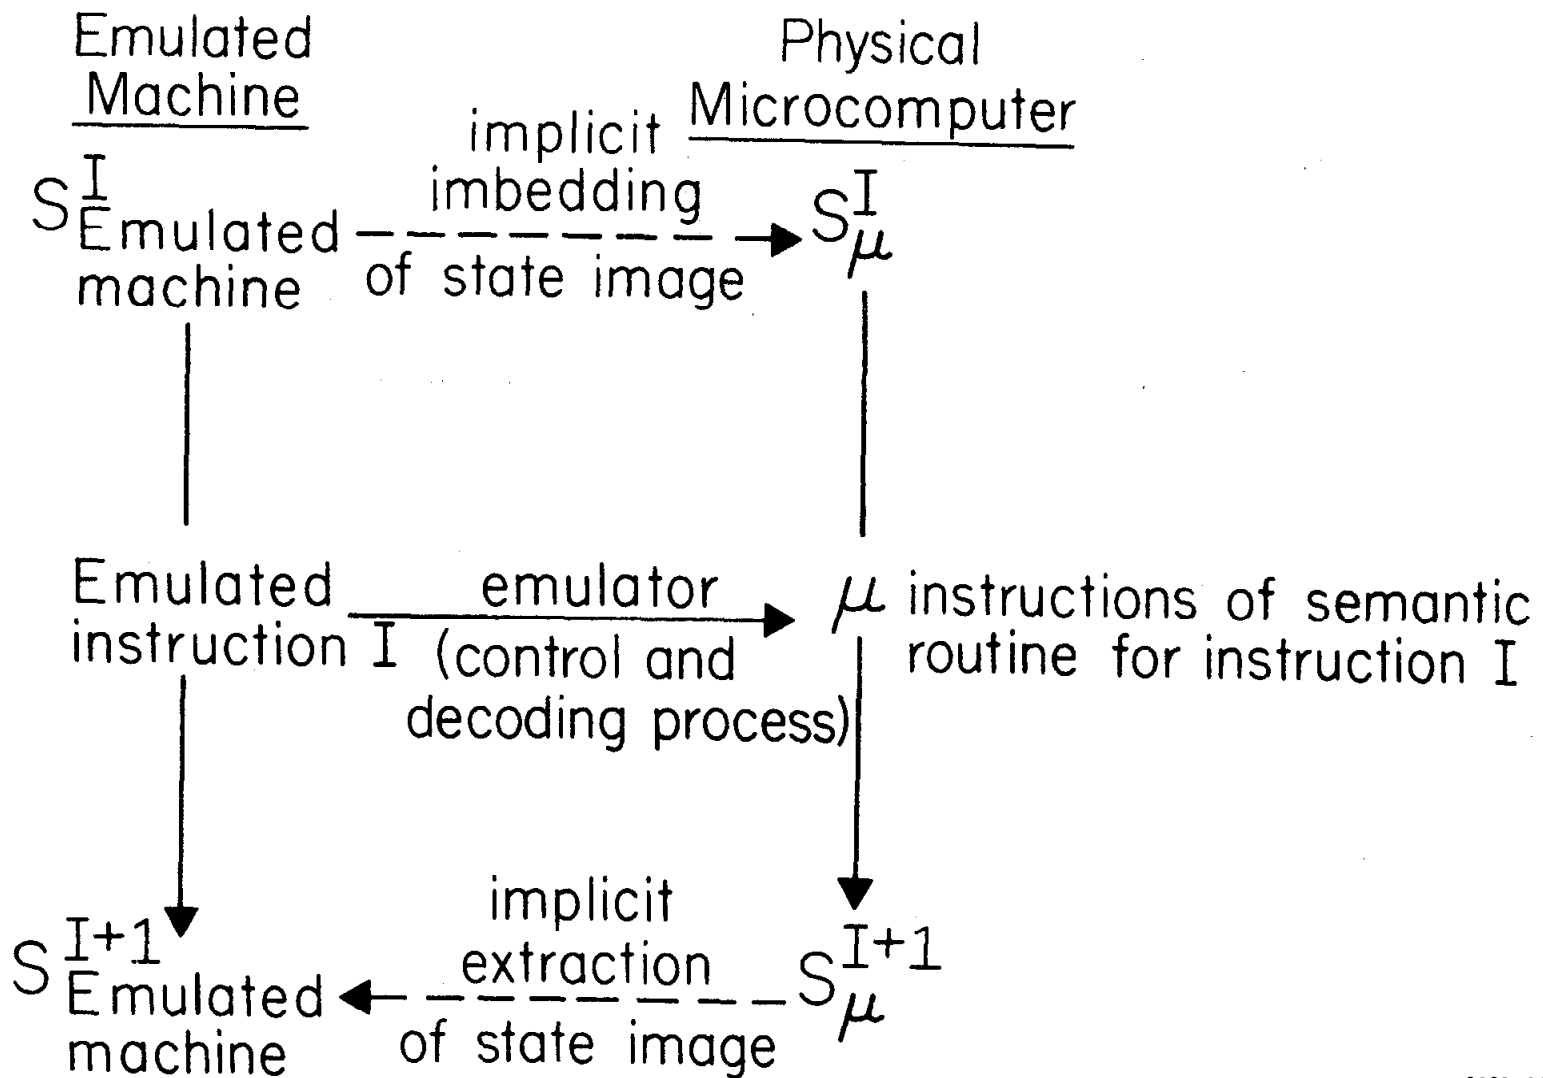 Emulated
Machine
Physical
Microcomputer
S^I Emulated
machine
implicit
imbedding
of state image
S^I_μ
Emulated
instruction I
emulator
(control and
decoding process)
μ instructions of semantic
routine for instruction I
S^{I+1} Emulated
machine
implicit
extraction
of state image
S^{I+1}_μ